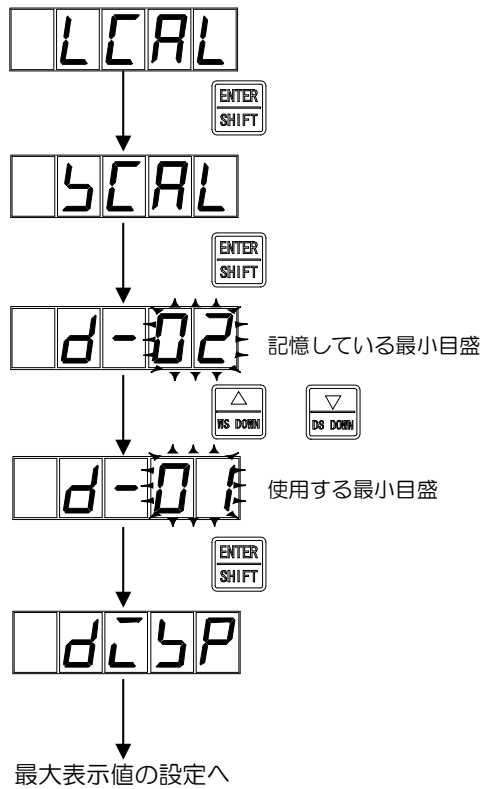 LCAL
ENTER
SHIFT
SCAL
ENTER
SHIFT
d-02
記憶している最小目盛
△
WS DOWN
▽
DS DOWN
d-01
使用する最小目盛
ENTER
SHIFT
diSP
最大表示値の設定へ